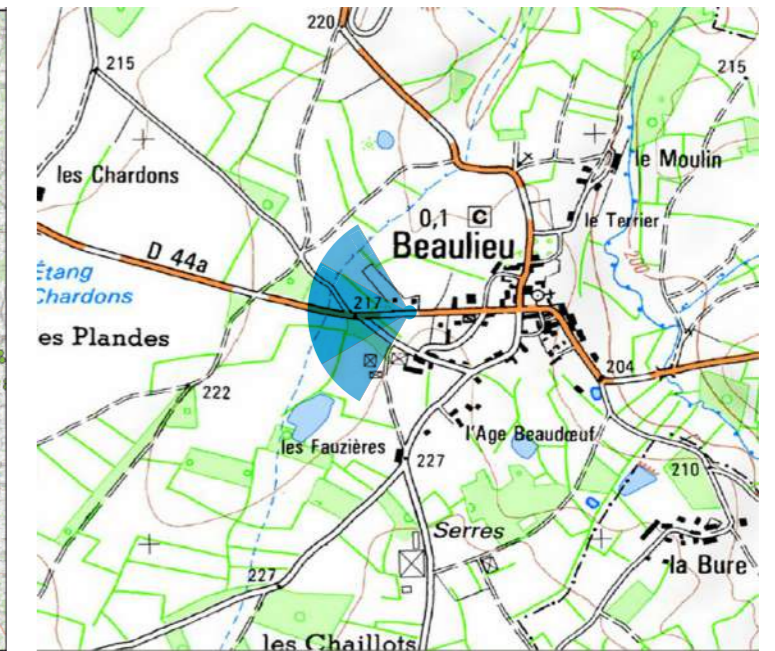 220
215
215
les Chardons
le Moulin
0,1 C
le Terrier
Beaulieu
D 44a
200
Étang
Chardons
217
es Plandes
204
222
l'Age Beaudœuf
les Fauzières
227
210
Serres
la Bure
227
les Chaillots